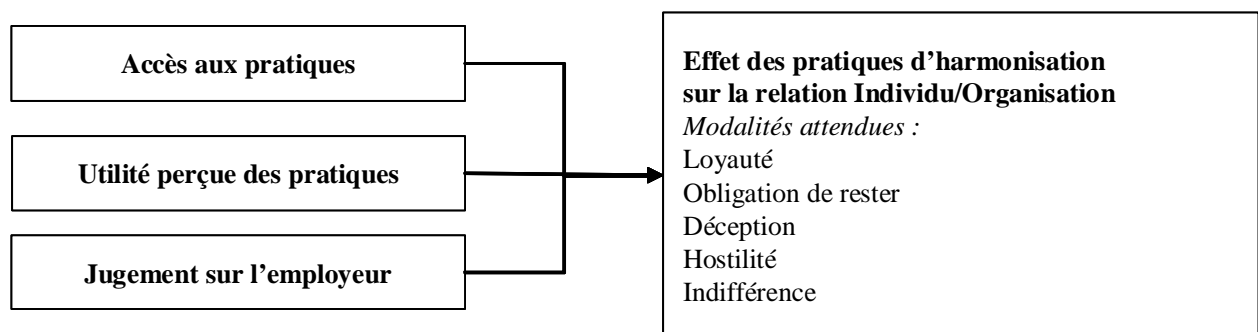 Accès aux pratiques
Utilité perçue des pratiques
Jugement sur l’employeur
Effet des pratiques d’harmonisation
sur la relation Individu/Organisation
Modalités attendues :
Loyauté
Obligation de rester
Déception
Hostilité
Indifférence